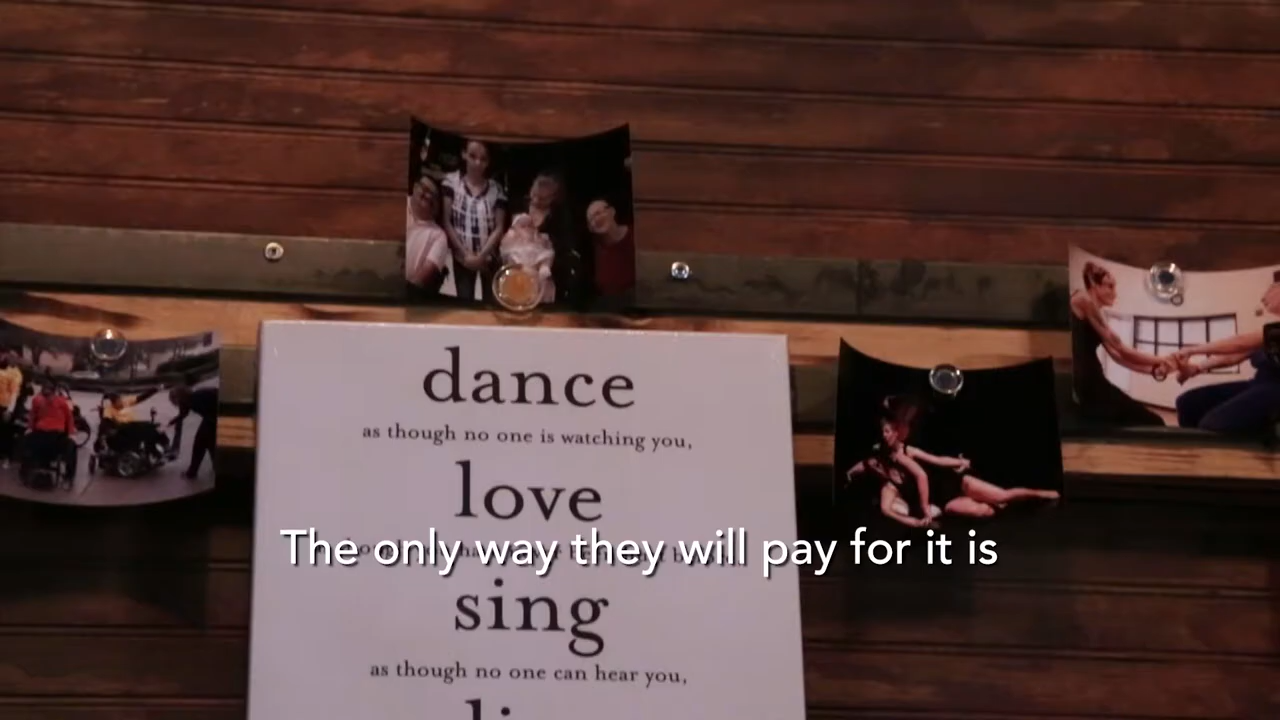 dance
as though no one is watching you,
love
The only way they will pay for it is
sing
as though no one can hear you,